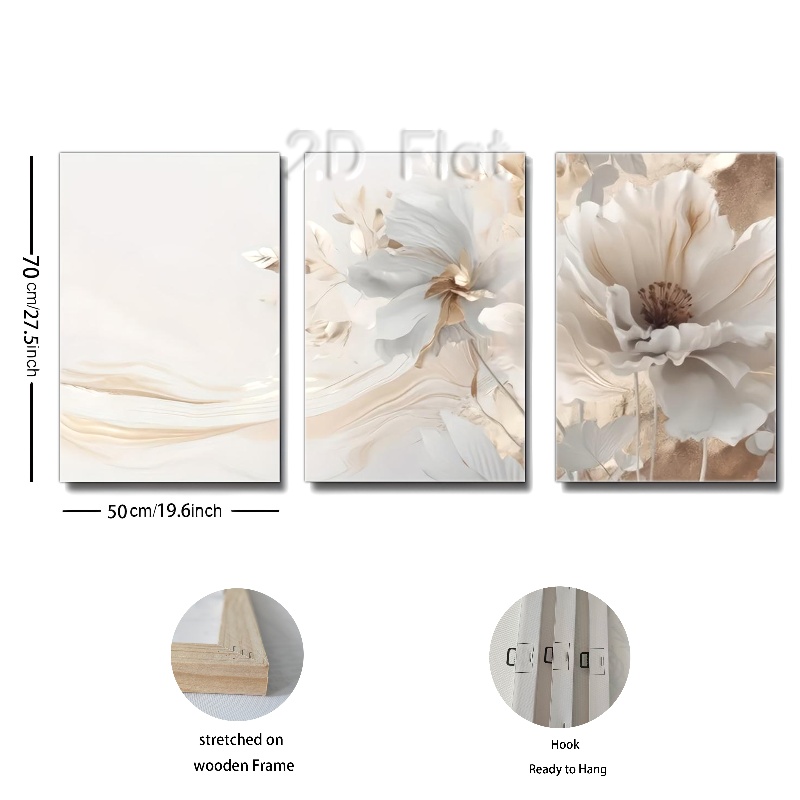 2D Flat
70 cm/27.5inch
50cm/19.6inch
stretched on
wooden Frame
Hook
Ready to Hang